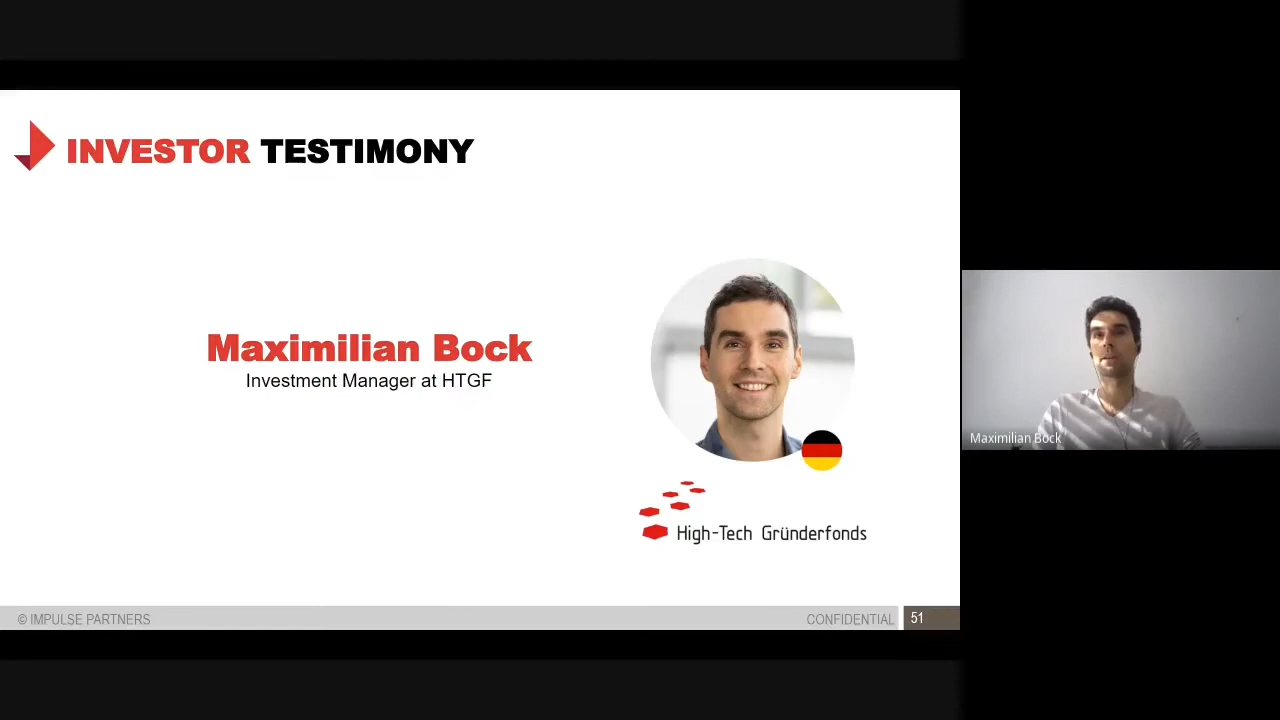 INVESTOR TESTIMONY
Maximilian Bock
Investment Manager at HTGF
High-Tech Gründerfonds
Maximilian Bock
© IMPULSE PARTNERS
CONFIDENTIAL
51